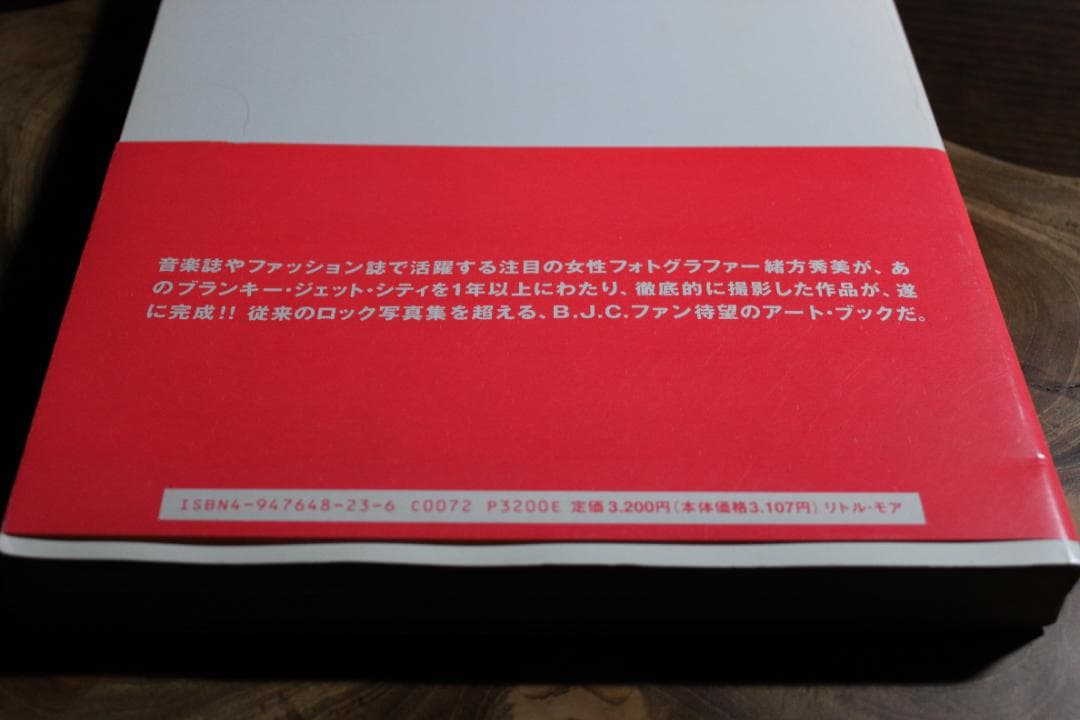 音楽誌やファッション誌で活躍する注目の女性フォトグラファー緒方秀美が、あ
のブランキー・ジェット・シティを1年以上にわたり、徹底的に撮影した作品が、遂
に完成!! 従来のロック写真集を超える、B.J.C.ファン待望のアート・ブックだ。
ISBN4-947648-23-6 C0072 P3200E 定価3.200円(本体価格3.107円) リトル・モア